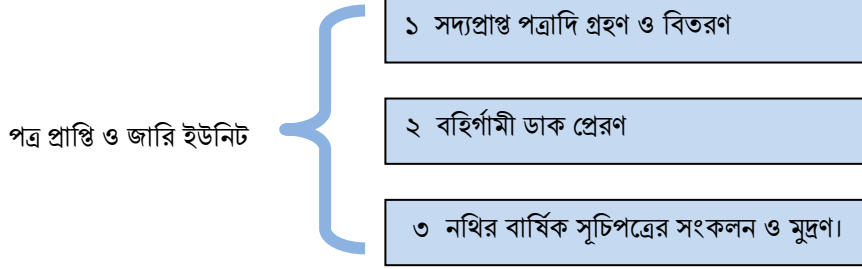 পত্র প্রাপ্তি ও জারি ইউনিট
১ সদ্যপ্রাপ্ত পত্রাদি গ্রহণ ও বিতরণ
২ বহির্গামী ডাক প্রেরণ
৩ নথির বার্ষিক সূচিপত্রের সংকলন ও মুদ্রণ।